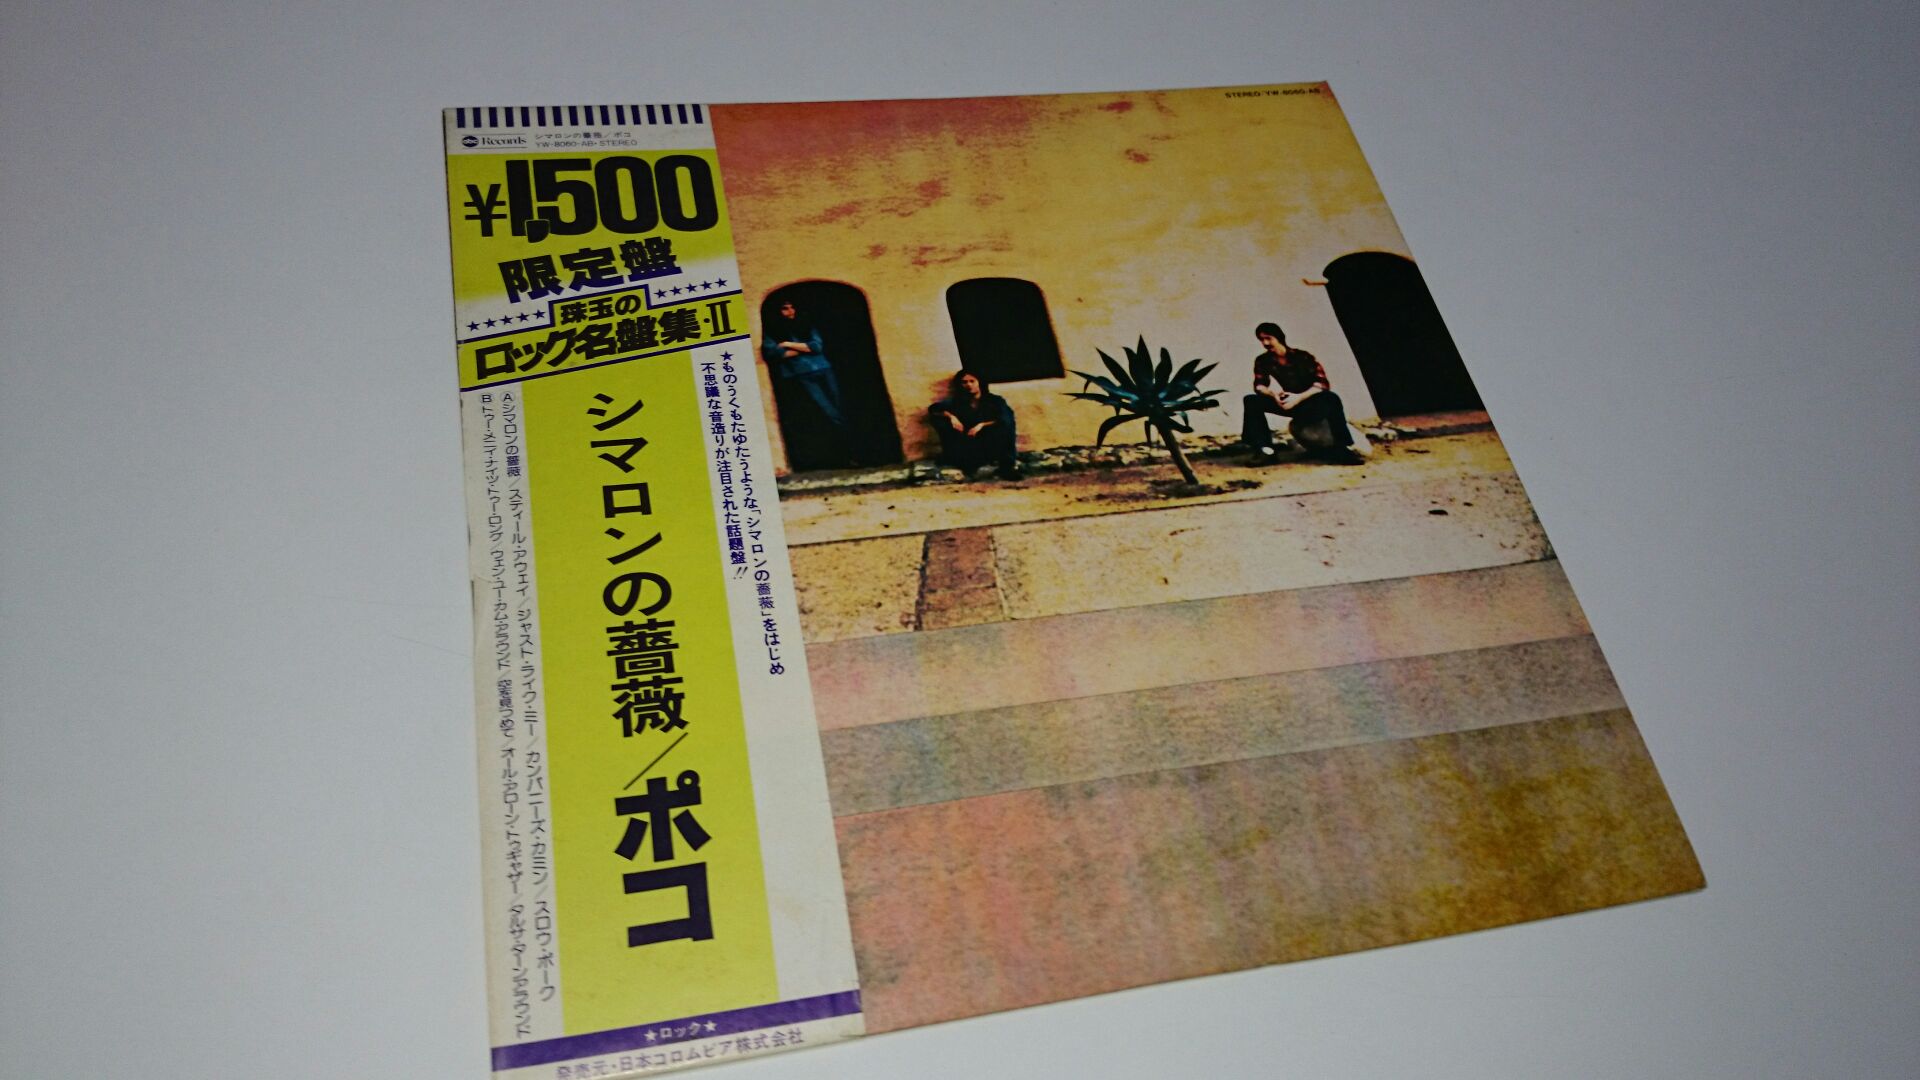 abc Records
シマロンの薔薇／ポコ
YW-8060-AB・STEREO
¥1,500
限定盤
★★★★★珠玉の★★★★★
ロック名盤集・II
★ものうくもたゆたうような「シマロンの薔薇」をはじめ
不思議な音造りが注目された話題盤!!
シマロンの薔薇／ポコ
Ⓐシマロンの薔薇／スティール・アウェイ／ジャスト・ライク・ミー／カンパニーズ・カミン／スロウ・ポーク
Ⓑトゥー・メニイ・ナイツ・トゥー・ロング／ウェン・ユー・カム・アラウンド／空を見つめて／オール・アローン・トゥギャザー／タルサ・ターンアラウンド
★ロック★
発売元・日本コロムビア株式会社
STEREO/YW-8060-AB